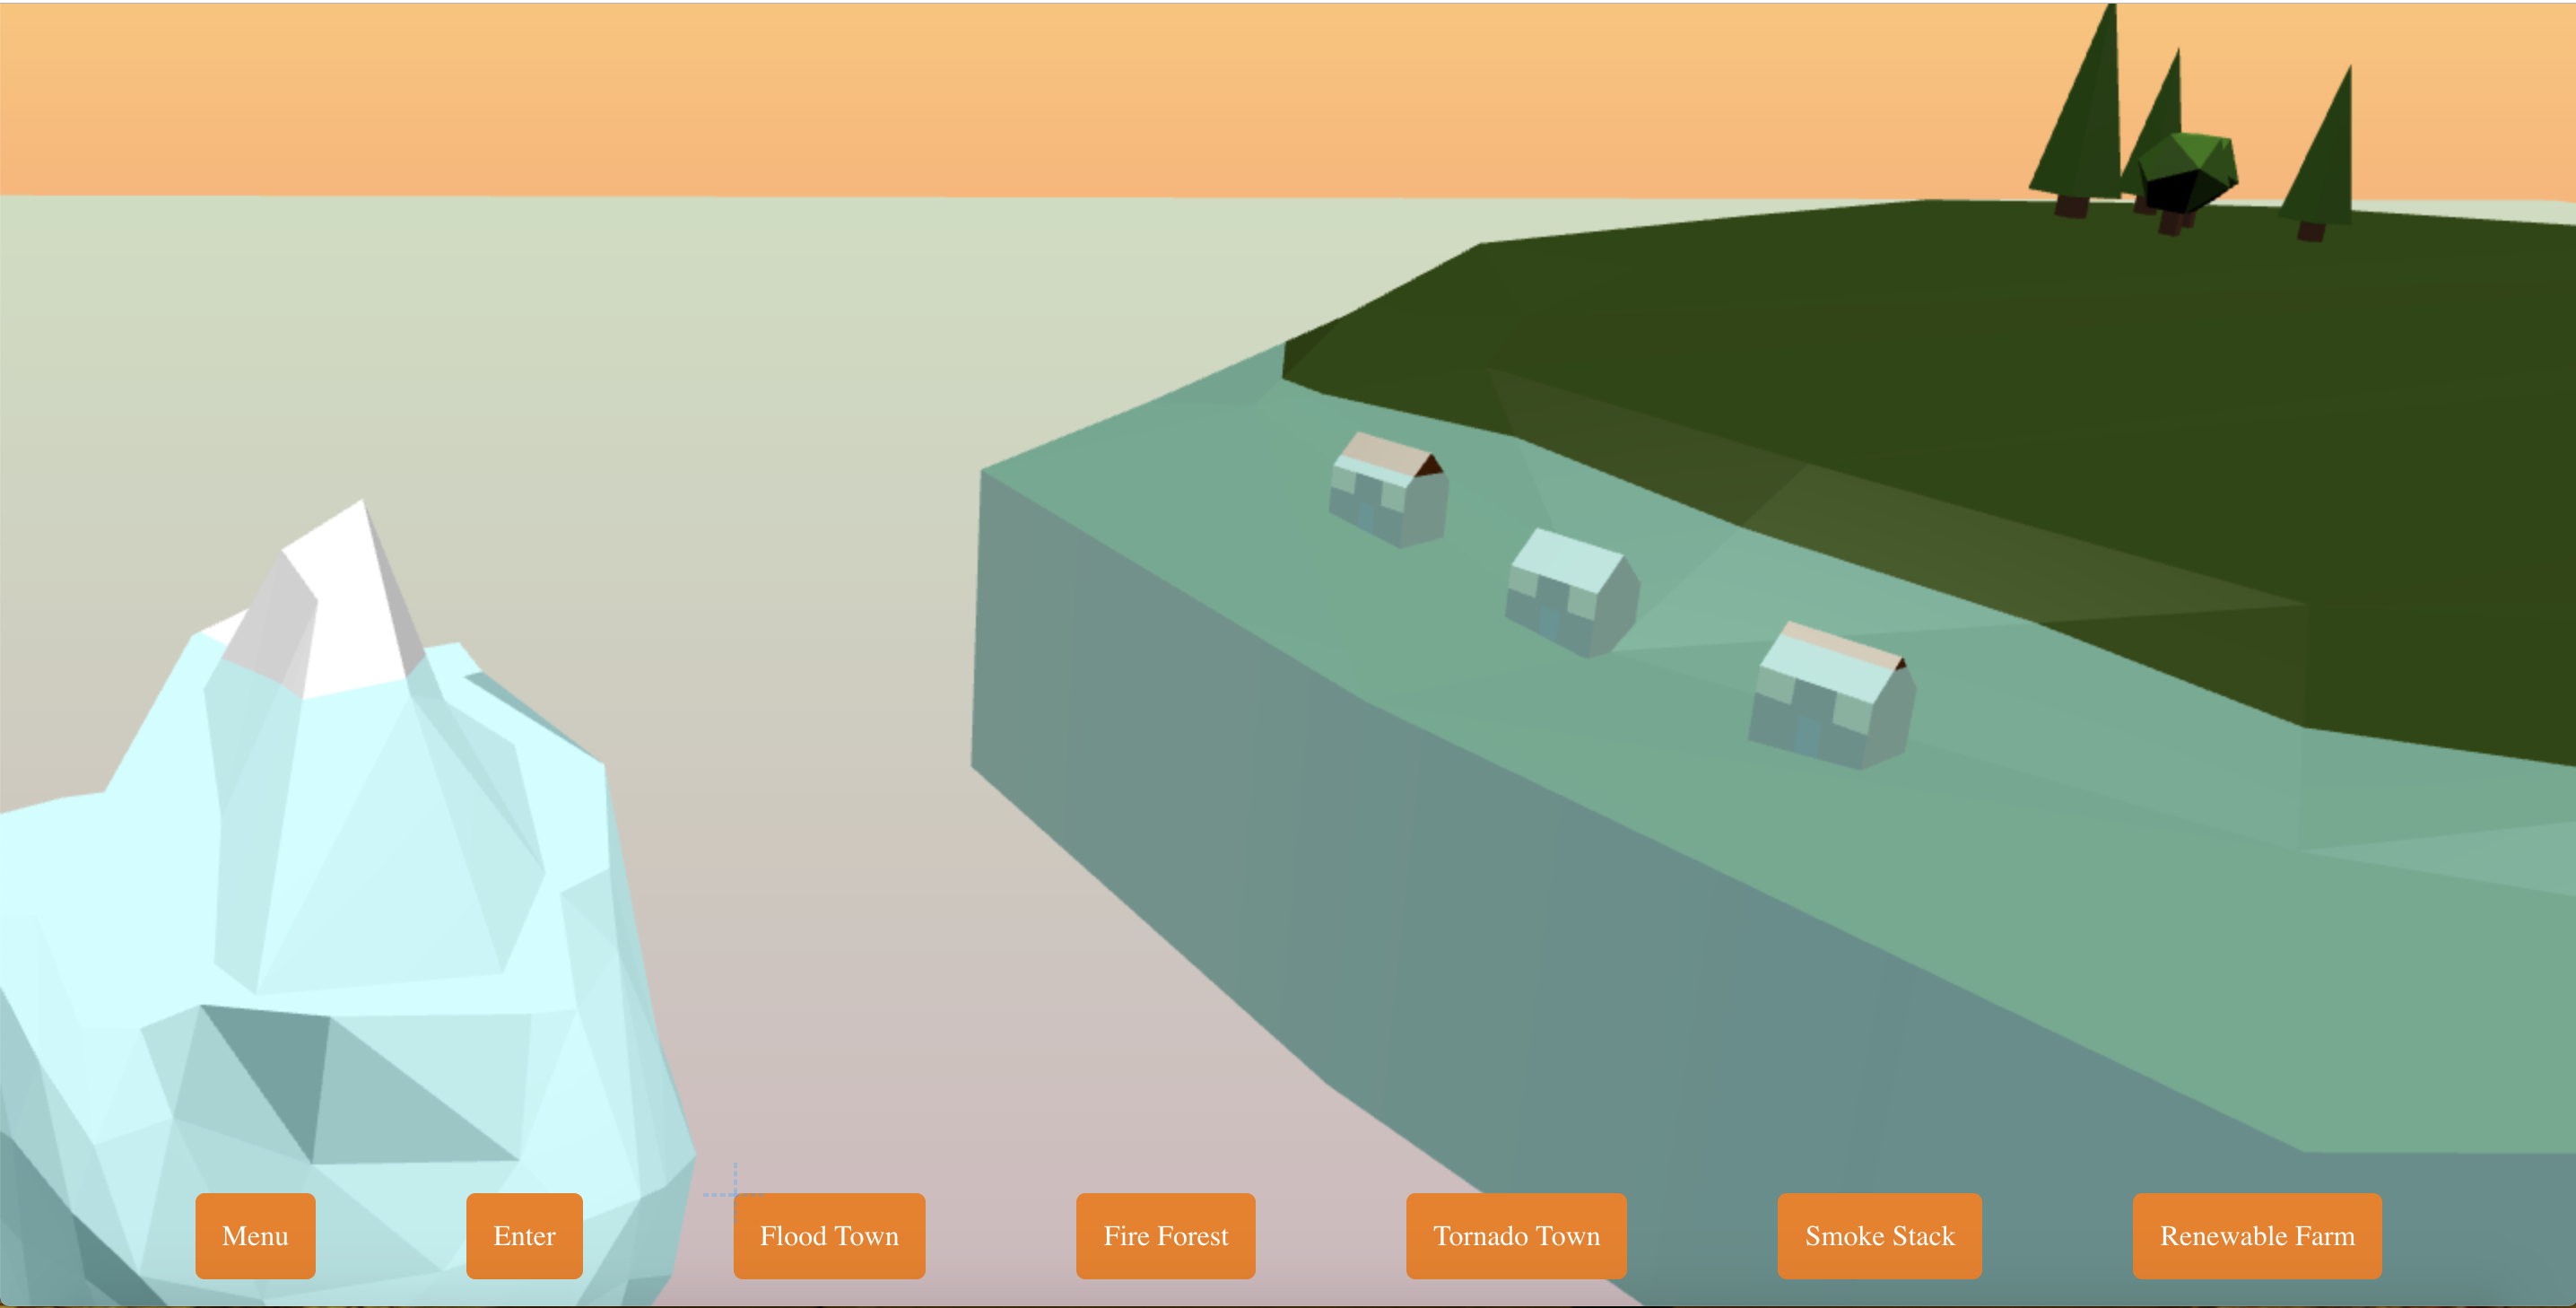 Menu
Enter
Flood Town
Fire Forest
Tornado Town
Smoke Stack
Renewable Farm